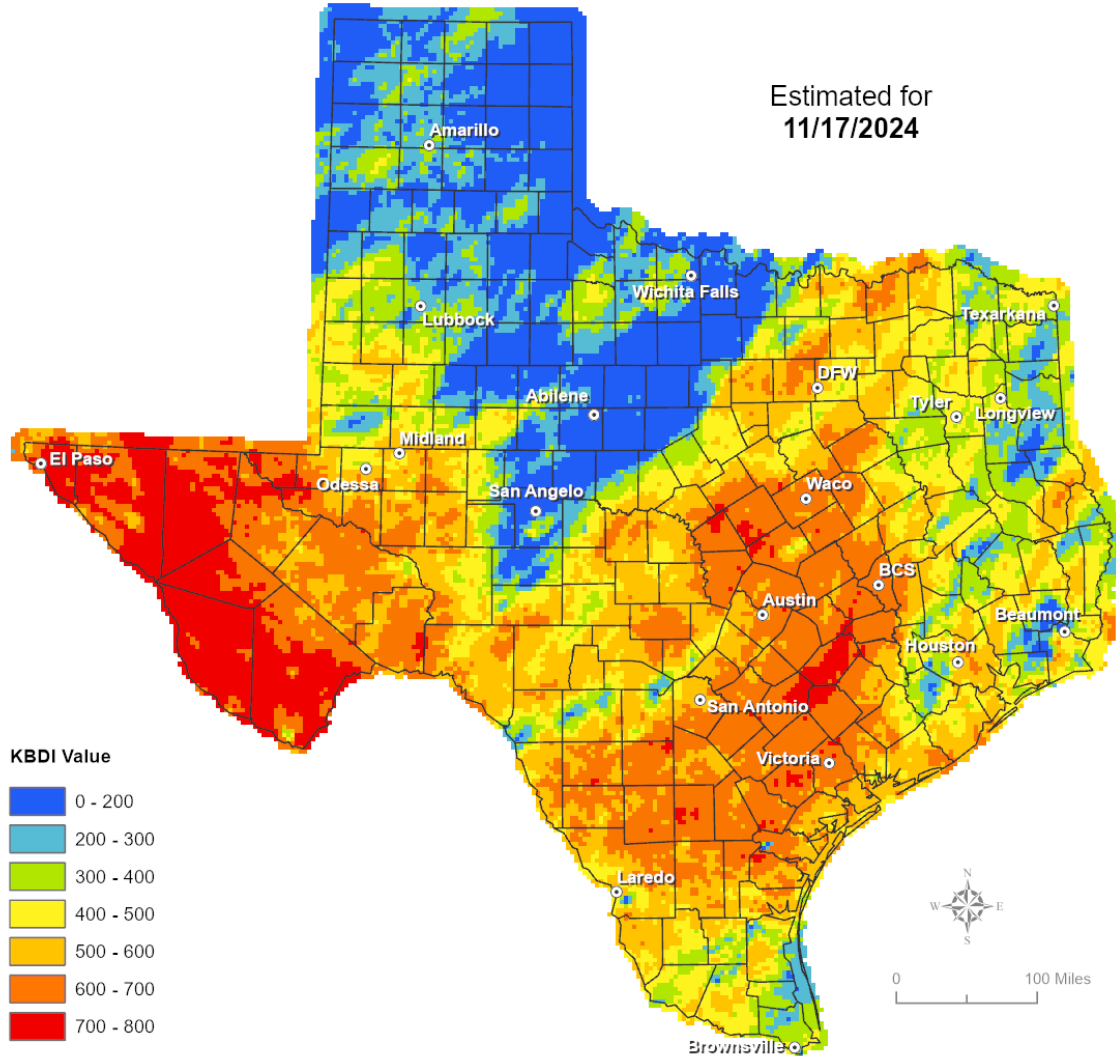 Estimated for
11/17/2024
Amarillo
Wichita Falls
Lubbock
Texarkana
DFW
Abilene
Tyler
Longview
Midland
El Paso
Odessa
San Angelo
Waco
BCS
Austin
Beaumont
Houston
San Antonio
Victoria
Laredo
Brownsville
KBDI Value
0 - 200
200 - 300
300 - 400
400 - 500
500 - 600
600 - 700
700 - 800
N
W E
S
0 100 Miles